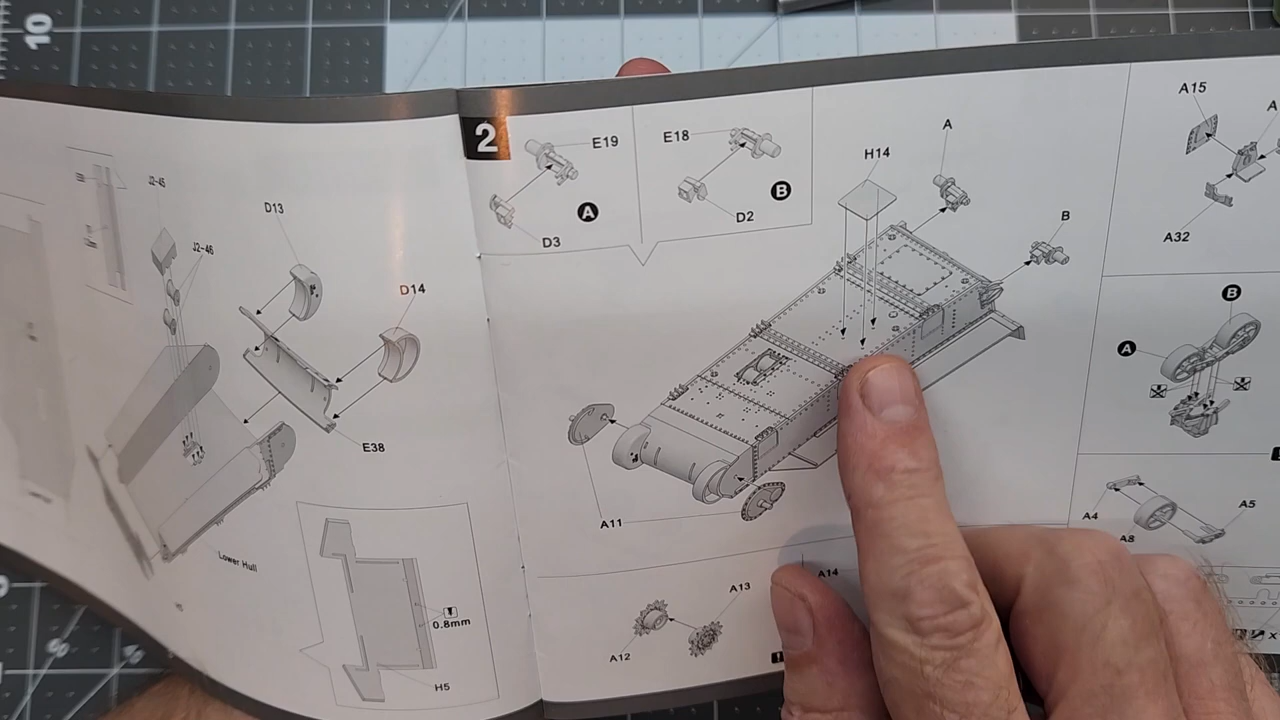 10
J2-45
J2-46
D13
D14
E38
Lower Hull
0.8mm
H5
2
E19
D3
A
E18
D2
B
H14
A
B
A11
A12
A13
A14
A15
A32
B
A
A4
A8
A5